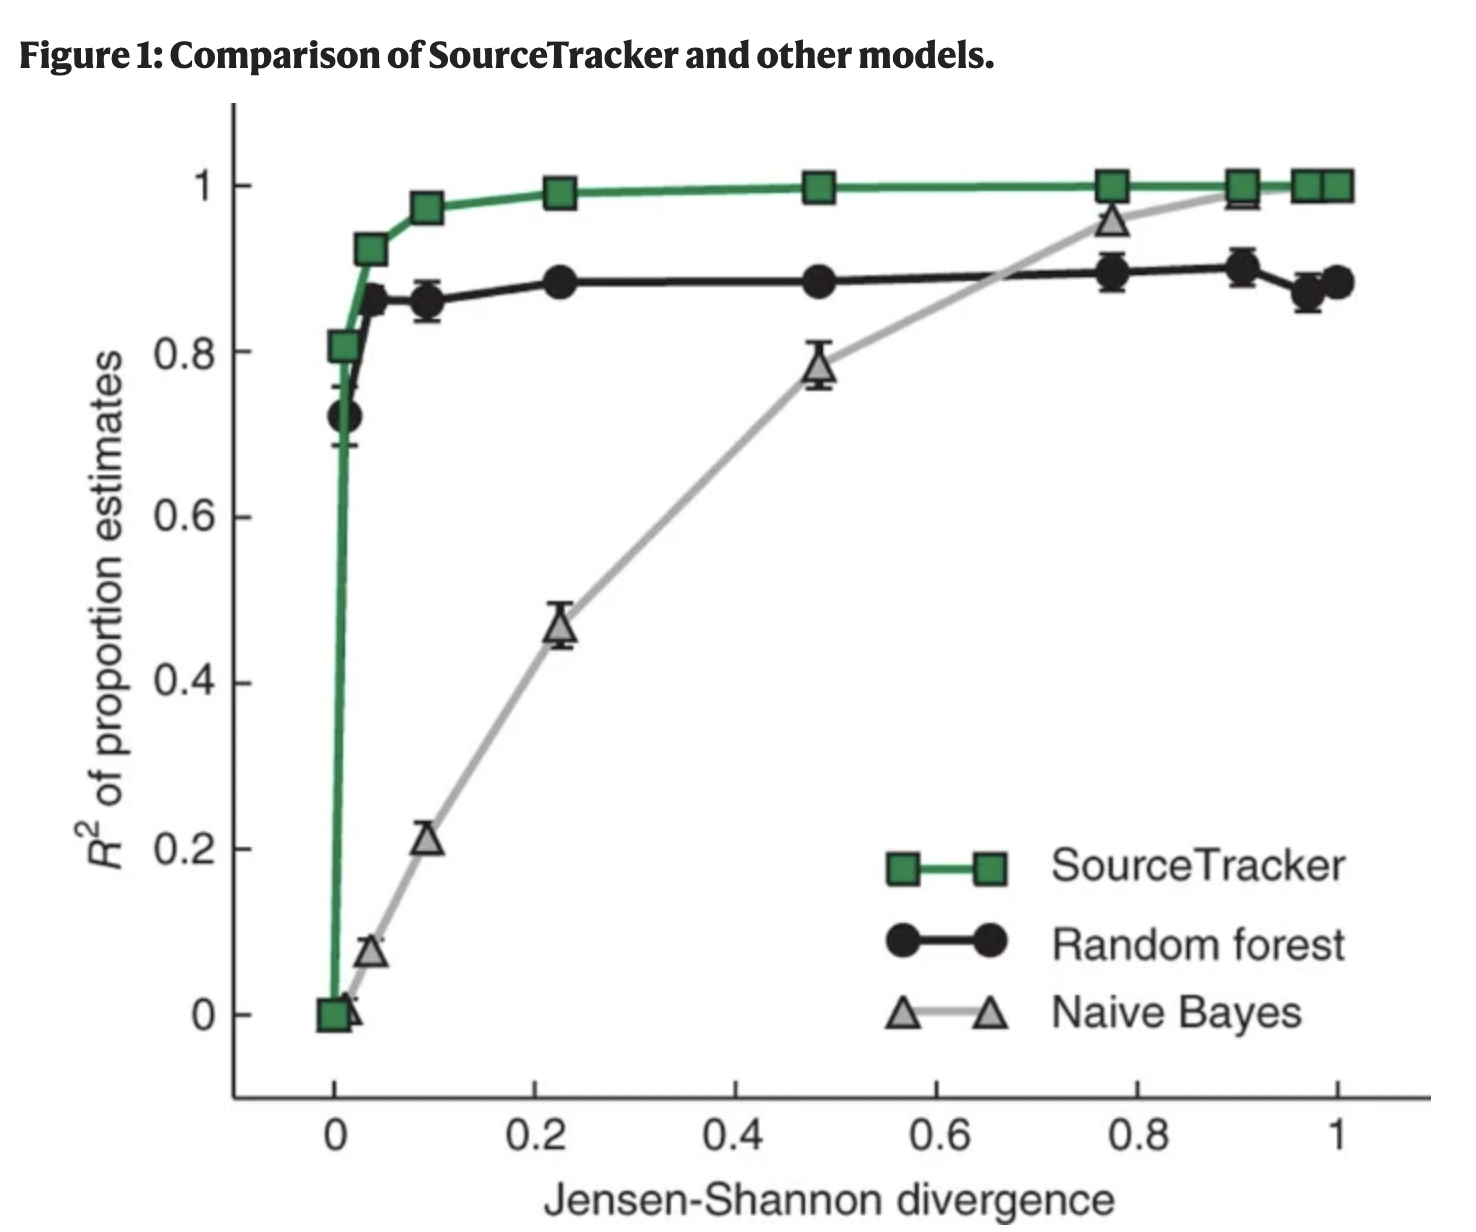 Figure 1: Comparison of SourceTracker and other models.
1
0.8
0.6
0.4
0.2
0
R² of proportion estimates
SourceTracker
Random forest
Naive Bayes
0 0.2 0.4 0.6 0.8 1
Jensen-Shannon divergence